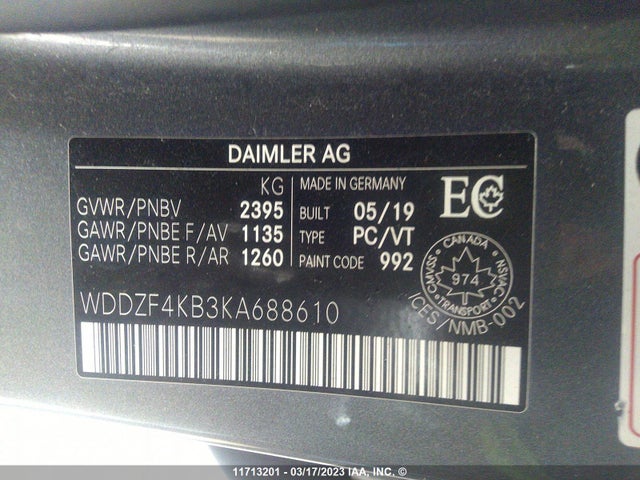 DAIMLER AG
KG
GVWR/PNBV 2395
GAWR/PNBE F/AV 1135
GAWR/PNBE R/AR 1260
MADE IN GERMANY
BUILT 05/19
TYPE PC/VT
PAINT CODE 992
EC
CANADA
974
TRANSPORT
ICES/NMB-002
WDDZF4KB3KA688610
11713201 - 03/17/2023 IAA, Inc. ©